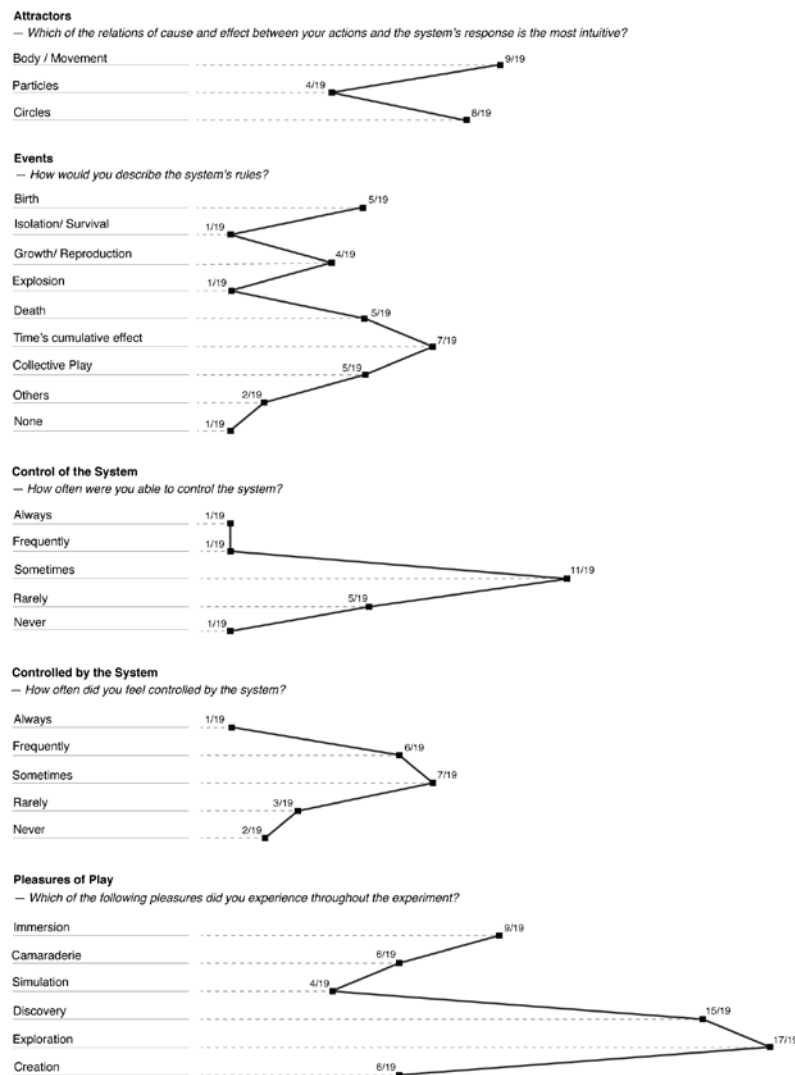 Attractors
— Which of the relations of cause and effect between your actions and the system's response is the most intuitive?
Body / Movement 9/19
Particles 4/19
Circles 8/19
Events
— How would you describe the system's rules?
Birth 5/19
Isolation/ Survival 1/19
Growth/ Reproduction 4/19
Explosion 1/19
Death 5/19
Time's cumulative effect 7/19
Collective Play 5/19
Others 2/19
None 1/19
Control of the System
— How often were you able to control the system?
Always 1/19
Frequently 1/19
Sometimes 11/19
Rarely 5/19
Never 1/19
Controlled by the System
— How often did you feel controlled by the system?
Always 1/19
Frequently 6/19
Sometimes 7/19
Rarely 3/19
Never 2/19
Pleasures of Play
— Which of the following pleasures did you experience throughout the experiment?
Immersion 9/19
Camaraderie 6/19
Simulation 4/19
Discovery 15/19
Exploration 17/19
Creation 6/19